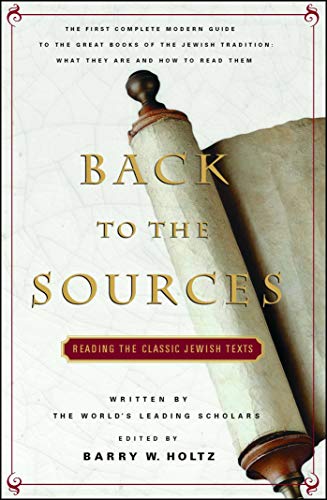 THE FIRST COMPLETE MODERN GUIDE
TO THE GREAT BOOKS OF THE JEWISH TRADITION:
WHAT THEY ARE AND HOW TO READ THEM
BACK
TO THE
SOURCES
READING THE CLASSIC JEWISH TEXTS
WRITTEN BY
THE WORLD'S LEADING SCHOLARS
EDITED BY
BARRY W. HOLTZ